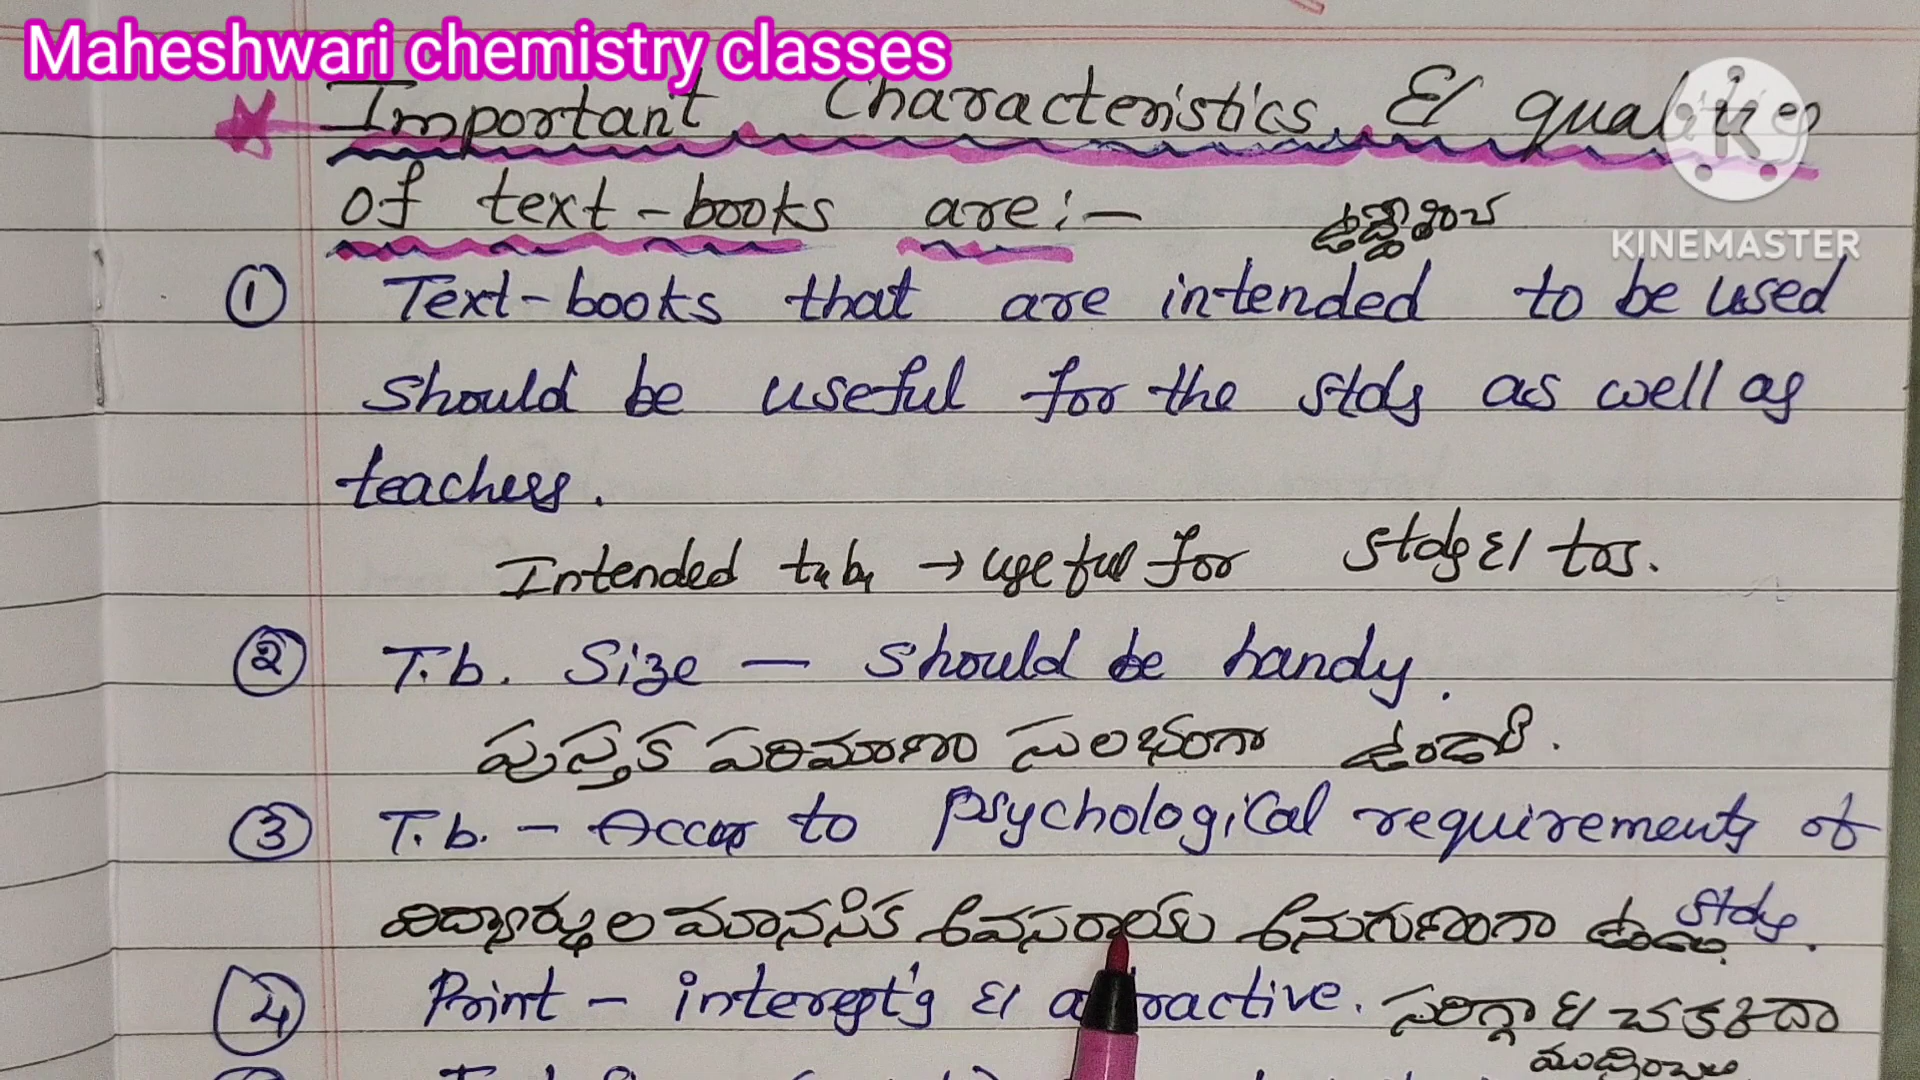 Maheshwari chemistry classes
Important Characteristics & qualities
KINEMASTER
of text-books are:-
① Text-books that are intended to be used
should be useful for the stds as well as
teachers.
Intended → useful for stds & trs.
② T.b. Size — should be handy.
పుస్తక పరిమాణం సులభంగా ఉండాలి.
③ T.b. - Accor to psychological requirements of
stds.
విద్యార్థుల మానసిక అవసరాలకు అనుగుణంగా
④ Print - interest'g & attractive. సరిగ్గా &